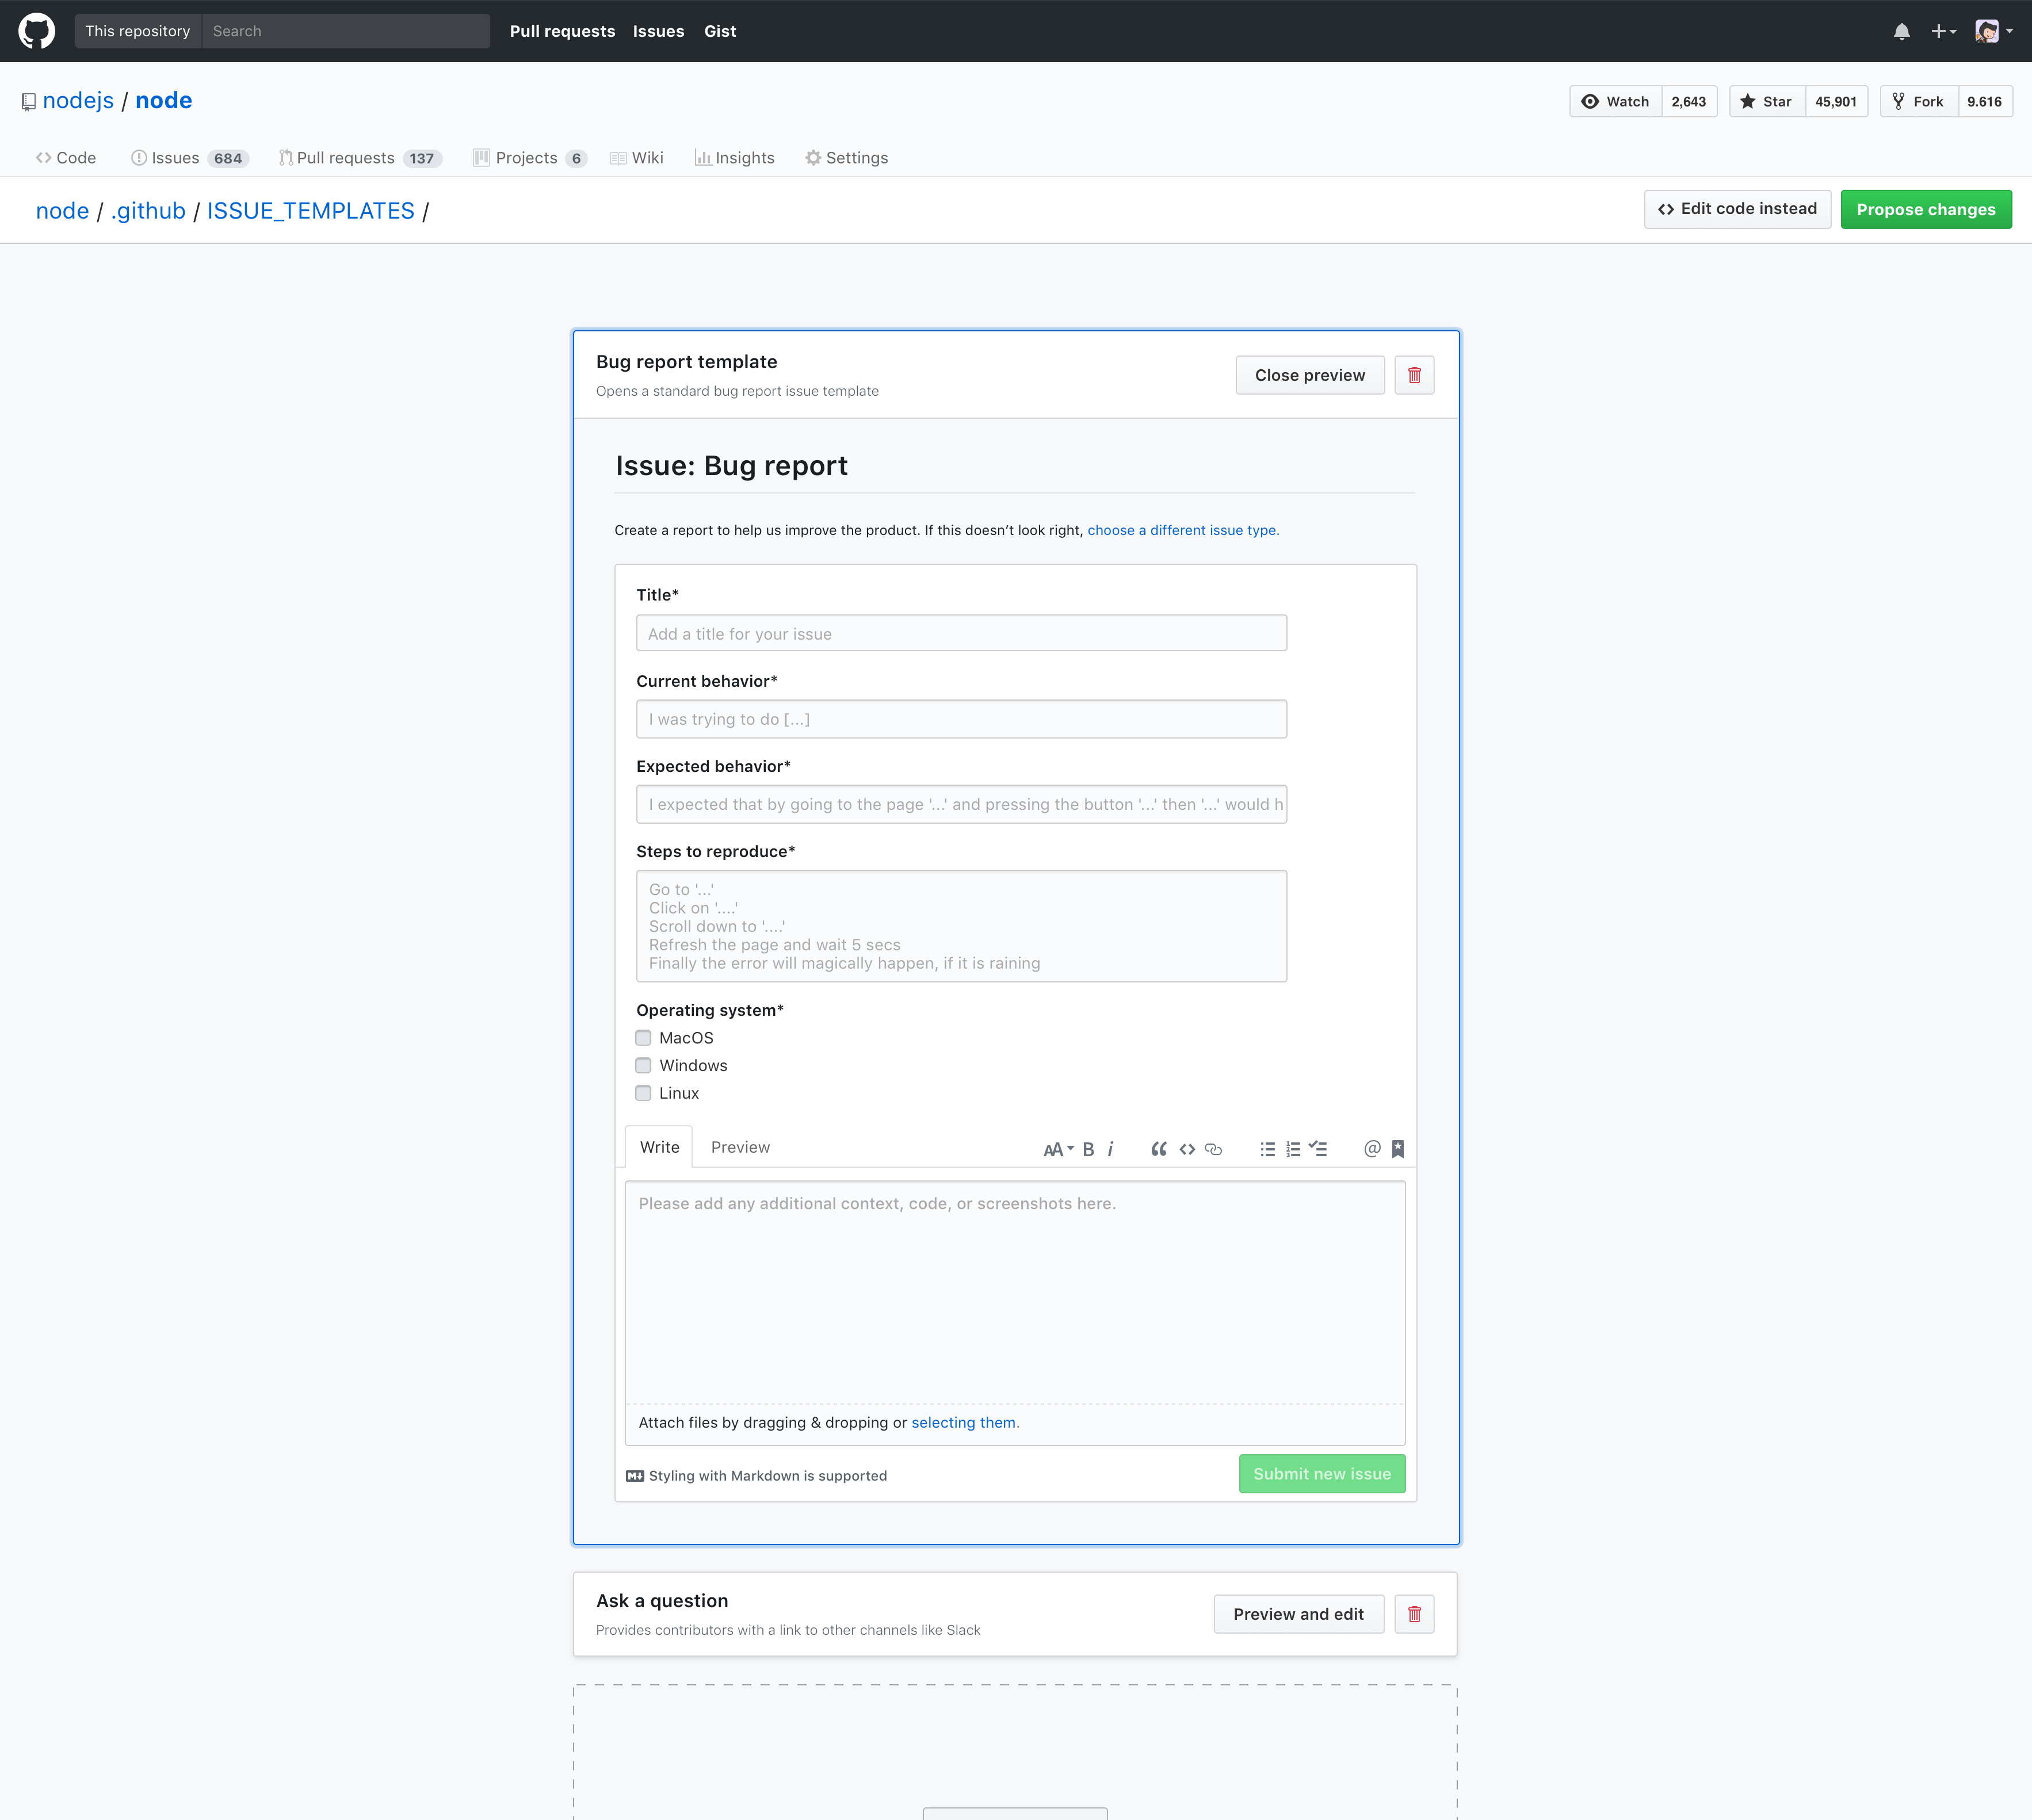 This repository Search Pull requests Issues Gist
nodejs / node
Watch 2,643 Star 45,901 Fork 9.616
Code Issues 684 Pull requests 137 Projects 6 Wiki Insights Settings
node / .github / ISSUE_TEMPLATES /
Edit code instead Propose changes
Bug report template
Opens a standard bug report issue template
Close preview
Issue: Bug report
Create a report to help us improve the product. If this doesn’t look right, choose a different issue type.
Title*
Add a title for your issue
Current behavior*
I was trying to do [...]
Expected behavior*
I expected that by going to the page '...' and pressing the button '...' then '...' would h
Steps to reproduce*
Go to '...'
Click on '....'
Scroll down to '....'
Refresh the page and wait 5 secs
Finally the error will magically happen, if it is raining
Operating system*
MacOS
Windows
Linux
Write Preview AA B i
Please add any additional context, code, or screenshots here.
Attach files by dragging & dropping or selecting them.
Styling with Markdown is supported
Submit new issue
Ask a question
Provides contributors with a link to other channels like Slack
Preview and edit